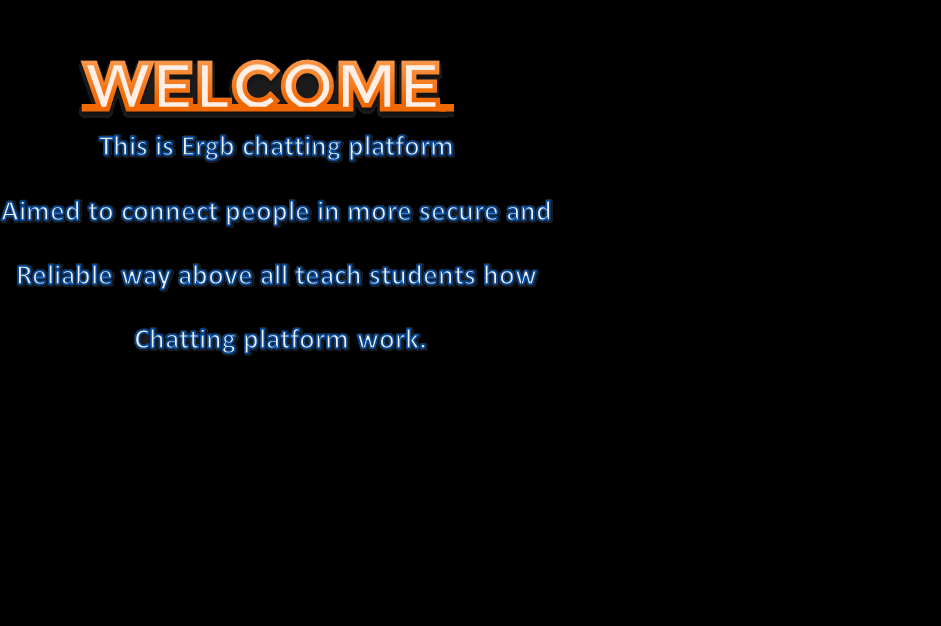 WELCOME
This is Ergb chatting platform
Aimed to connect people in more secure and
Reliable way above all teach students how
Chatting platform work.